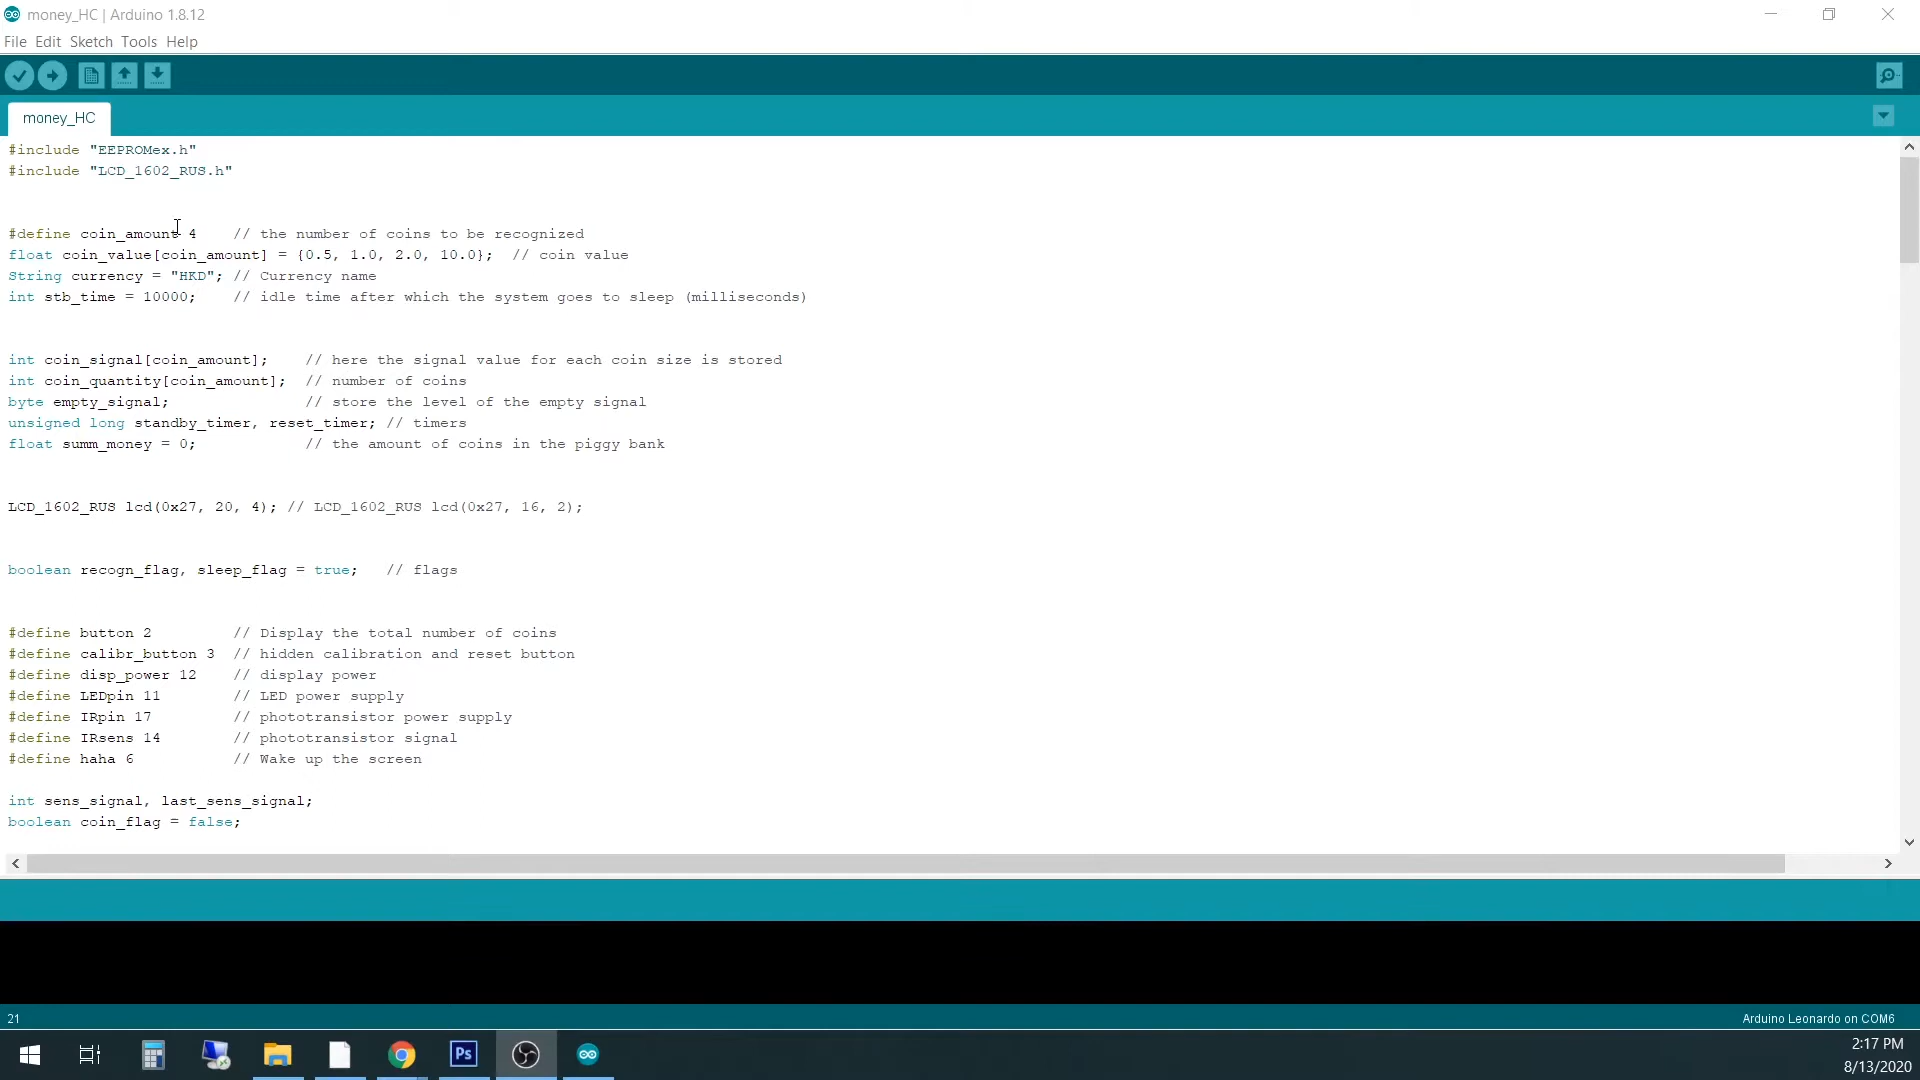 money_HC | Arduino 1.8.12
File Edit Sketch Tools Help
money_HC
#include "EEPROMex.h"
#include "LCD_1602_RUS.h"
#define coin_amount 4    // the number of coins to be recognized
float coin_value[coin_amount] = {0.5, 1.0, 2.0, 10.0};  // coin value
String currency = "HKD"; // Currency name
int stb_time = 10000;    // idle time after which the system goes to sleep (milliseconds)
int coin_signal[coin_amount];    // here the signal value for each coin size is stored
int coin_quantity[coin_amount];  // number of coins
byte empty_signal;               // store the level of the empty signal
unsigned long standby_timer, reset_timer; // timers
float summ_money = 0;            // the amount of coins in the piggy bank
LCD_1602_RUS lcd(0x27, 20, 4); // LCD_1602_RUS lcd(0x27, 16, 2);
boolean recogn_flag, sleep_flag = true;   // flags
#define button 2         // Display the total number of coins
#define calibr_button 3  // hidden calibration and reset button
#define disp_power 12    // display power
#define LEDpin 11        // LED power supply
#define IRpin 17         // phototransistor power supply
#define IRsens 14        // phototransistor signal
#define haha 6           // Wake up the screen
int sens_signal, last_sens_signal;
boolean coin_flag = false;
21
Arduino Leonardo on COM6
Ps
2:17 PM
8/13/2020